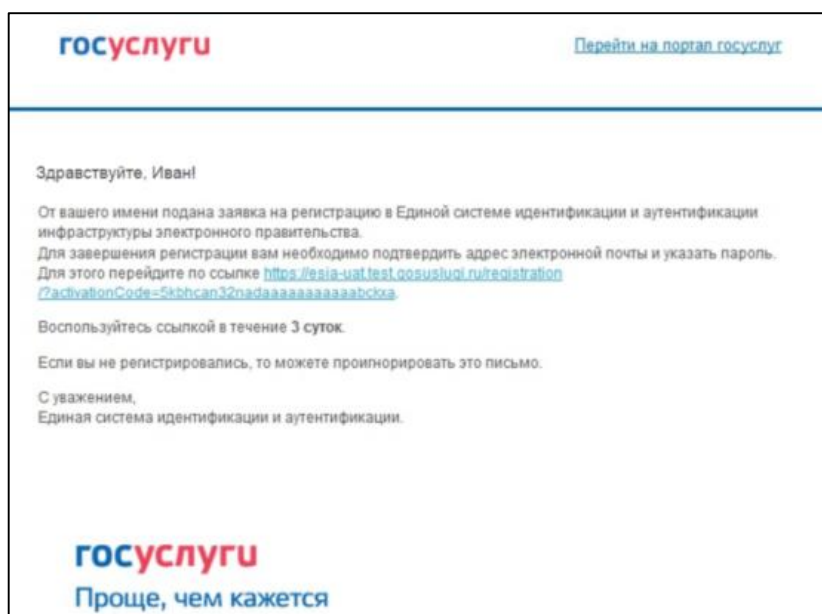 госуслуги
Перейти на портал госуслуг
Здравствуйте, Иван!
От вашего имени подана заявка на регистрацию в Единой системе идентификации и аутентификации
инфраструктуры электронного правительства.
Для завершения регистрации вам необходимо подтвердить адрес электронной почты и указать пароль.
Для этого перейдите по ссылке https://esia-uat.test.gosuslugi.ru/registration
/?activationCode=5kbhcan32nadaaaaaaaaaaabckxa.
Воспользуйтесь ссылкой в течение 3 суток.
Если вы не регистрировались, то можете проигнорировать это письмо.
С уважением,
Единая система идентификации и аутентификации.
госуслуги
Проще, чем кажется